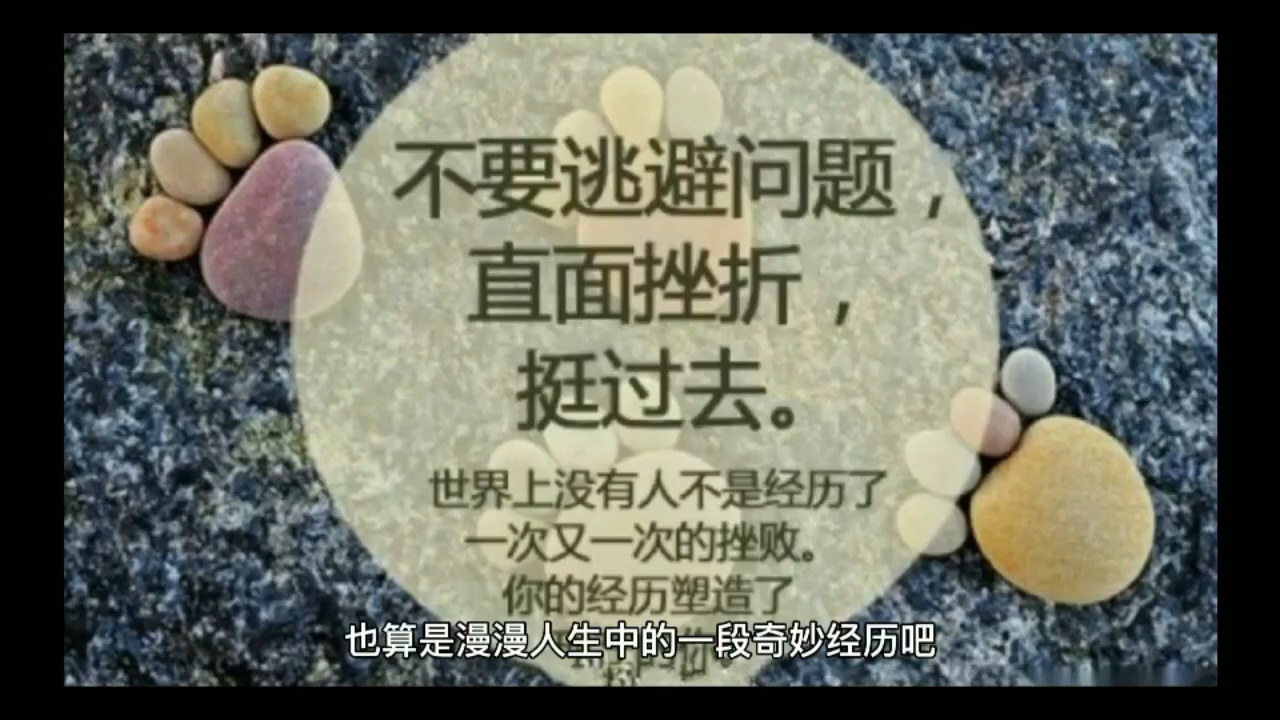 不要逃避问题，
直面挫折，
挺过去。
世界上没有人不是经历了
一次又一次的挫败。
你的经历塑造了
也算是漫漫人生中的一段奇妙经历吧